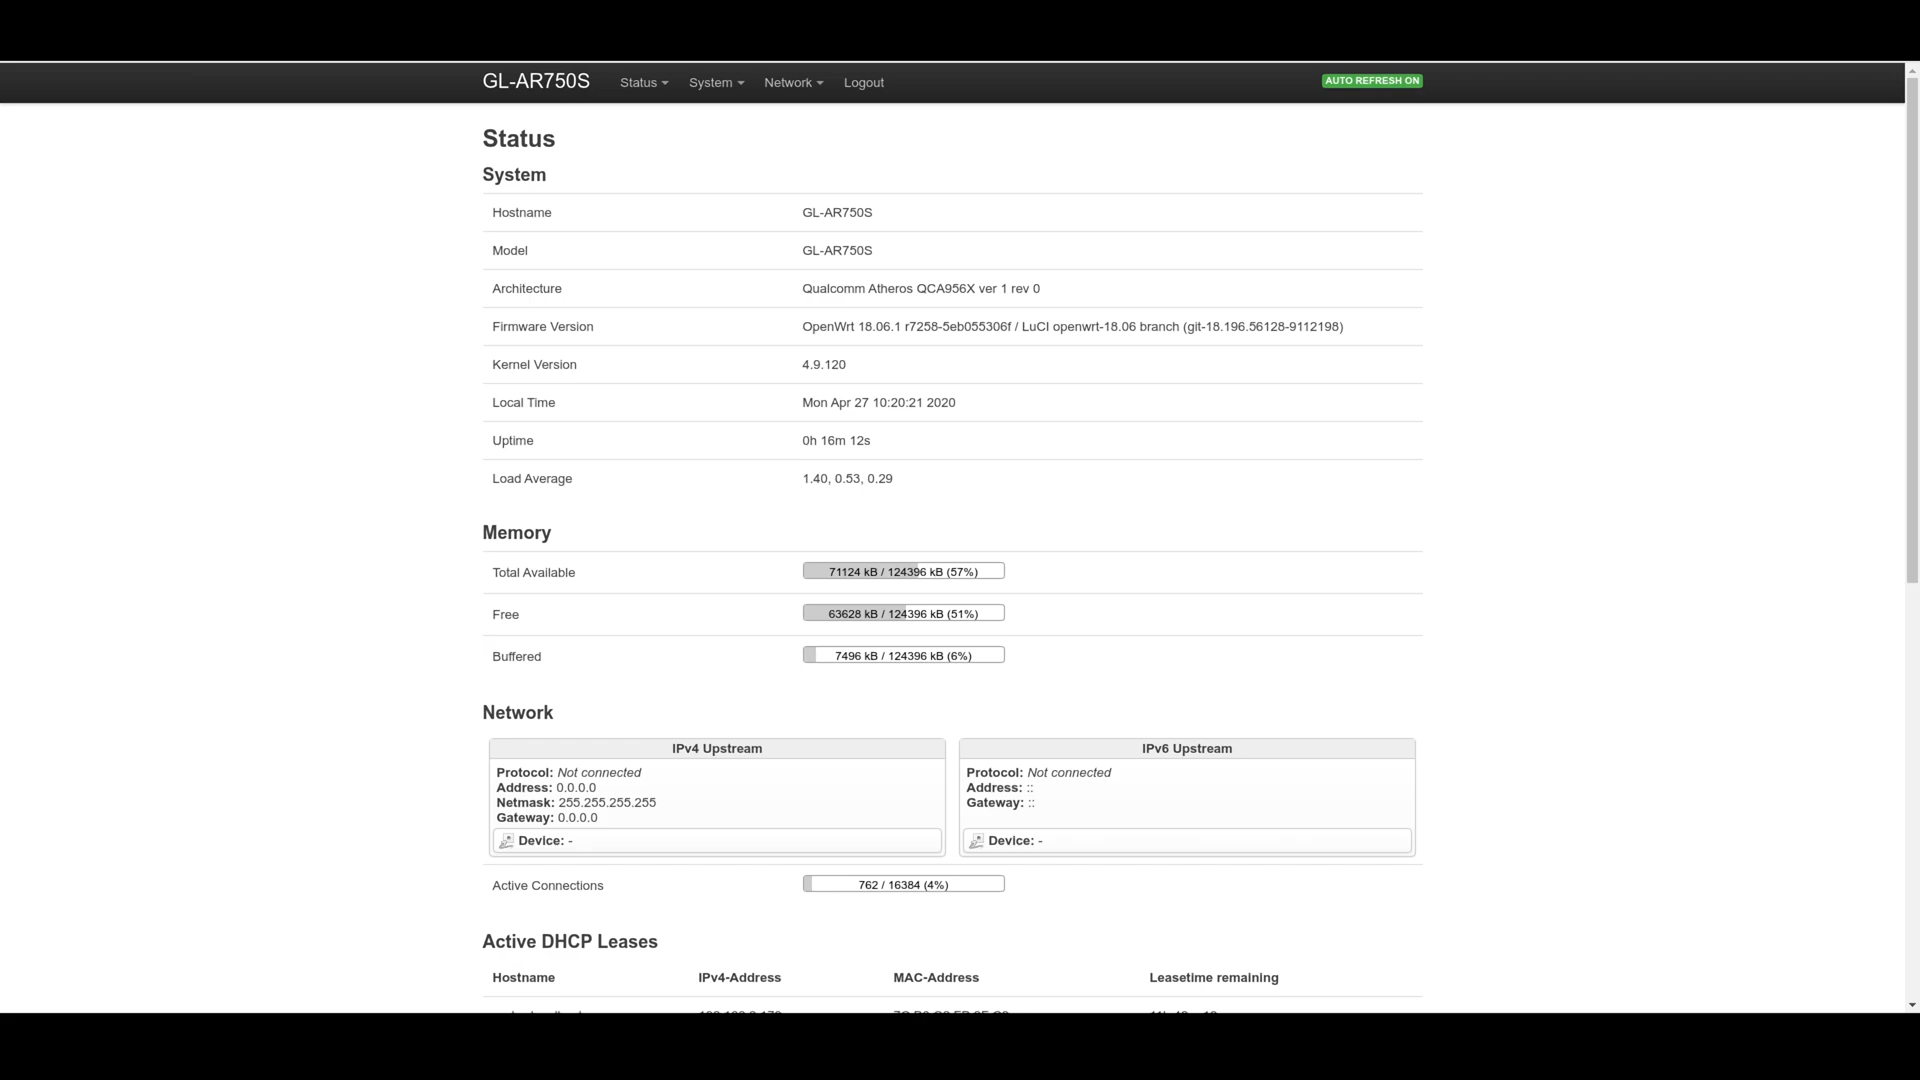 GL-AR750S Status System Network Logout AUTO REFRESH ON
Status
System
Hostname GL-AR750S
Model GL-AR750S
Architecture Qualcomm Atheros QCA956X ver 1 rev 0
Firmware Version OpenWrt 18.06.1 r7258-5eb055306f / LuCI openwrt-18.06 branch (git-18.196.56128-9112198)
Kernel Version 4.9.120
Local Time Mon Apr 27 10:20:21 2020
Uptime 0h 16m 12s
Load Average 1.40, 0.53, 0.29
Memory
Total Available 71124 kB / 124396 kB (57%)
Free 63628 kB / 124396 kB (51%)
Buffered 7496 kB / 124396 kB (6%)
Network
IPv4 Upstream
Protocol: Not connected
Address: 0.0.0.0
Netmask: 255.255.255.255
Gateway: 0.0.0.0
Device: -
IPv6 Upstream
Protocol: Not connected
Address: ::
Gateway: ::
Device: -
Active Connections 762 / 16384 (4%)
Active DHCP Leases
Hostname IPv4-Address MAC-Address Leasetime remaining